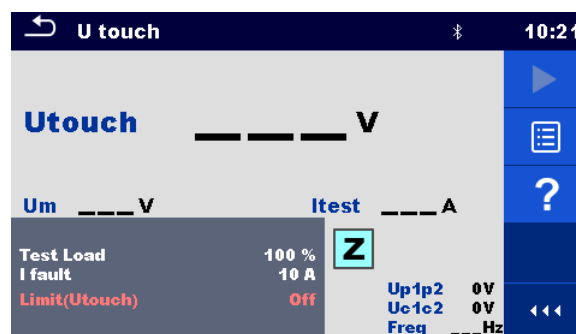 U touch 10:21
Utouch ___ V
Um ___ V Itest ___ A
Test Load 100 %
I fault 10 A
Limit(Utouch) Off
Z
Up1p2 0V
Uc1c2 0V
Freq ___Hz
?